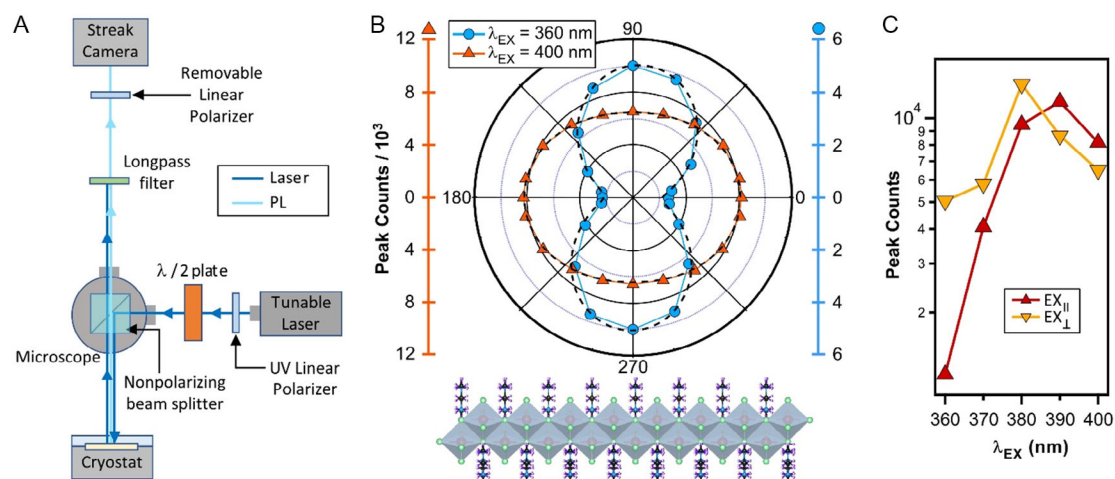 A
Streak
Camera
Removable
Linear
Polarizer
Longpass
filter
Laser
PL
λ/2 plate
Tunable
Laser
Microscope
Nonpolarizing
beam splitter
UV Linear
Polarizer
Cryostat
B
λEX = 360 nm
λEX = 400 nm
Peak Counts / 10³
12
8
4
0
4
8
12
90
180
0
270
6
4
2
0
2
4
6
C
Peak Counts
10⁴
9
8
7
6
5
4
3
2
EX||
EX⊥
360 370 380 390 400
λEX (nm)